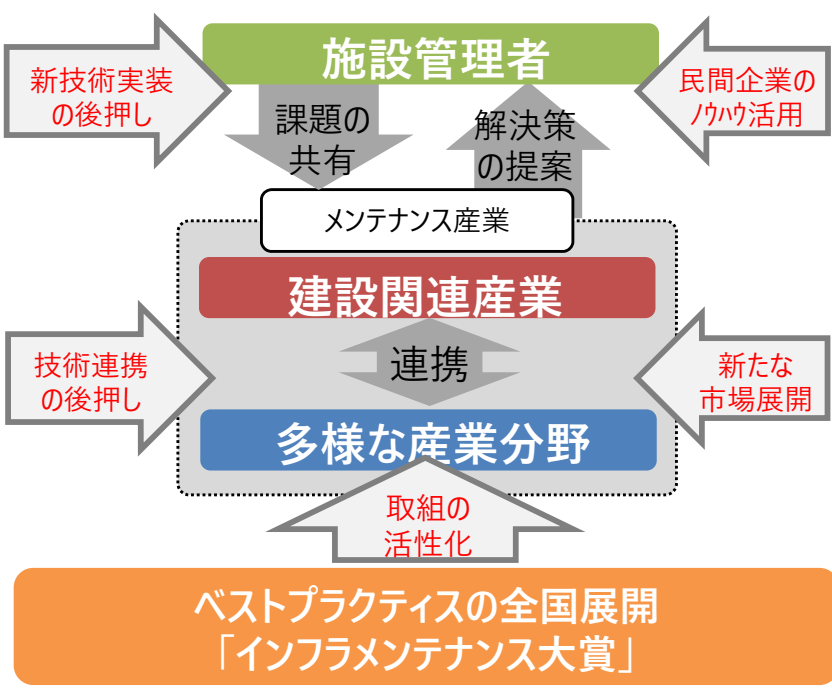 施設管理者
新技術実装
の後押し
民間企業の
ﾉｳﾊｳ活用
課題の
共有
解決策
の提案
メンテナンス産業
建設関連産業
技術連携
の後押し
連携
新たな
市場展開
多様な産業分野
取組の
活性化
ベストプラクティスの全国展開
「インフラメンテナンス大賞」